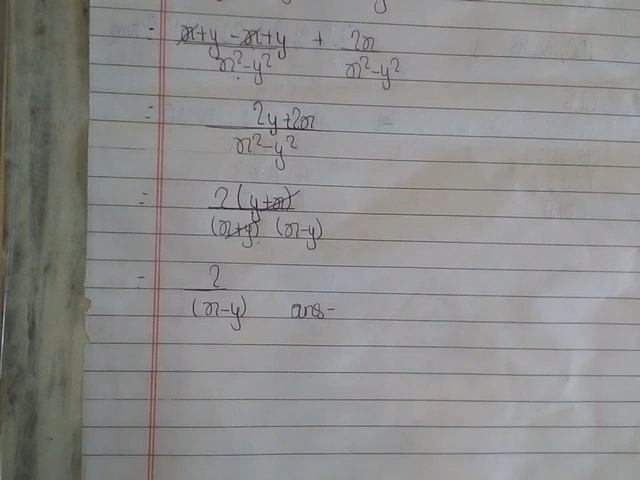 = x+y -x+y / x²-y² + 2x / x²-y²
= 2y+2x / x²-y²
= 2(y+x) / (x+y) (x-y)
= 2 / (x-y) ans-